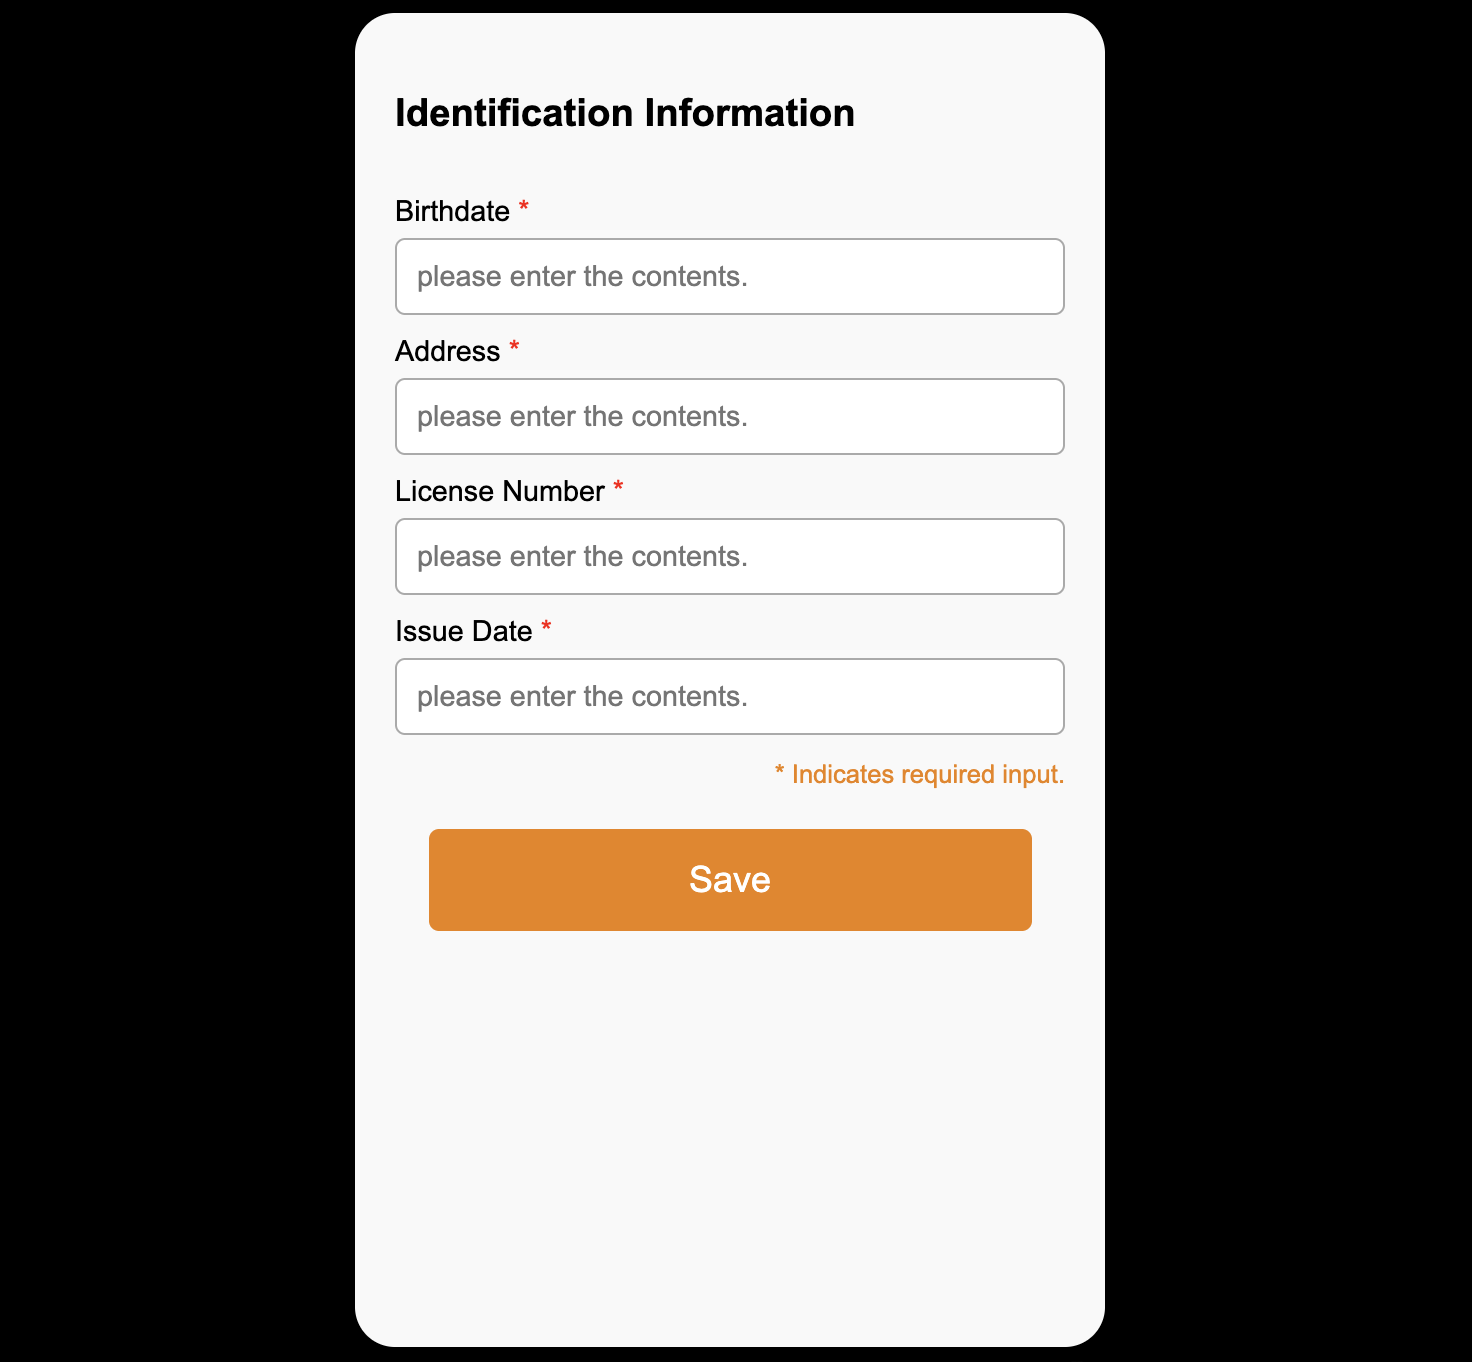 Identification Information
Birthdate *
please enter the contents.
Address *
please enter the contents.
License Number *
please enter the contents.
Issue Date *
please enter the contents.
* Indicates required input.
Save